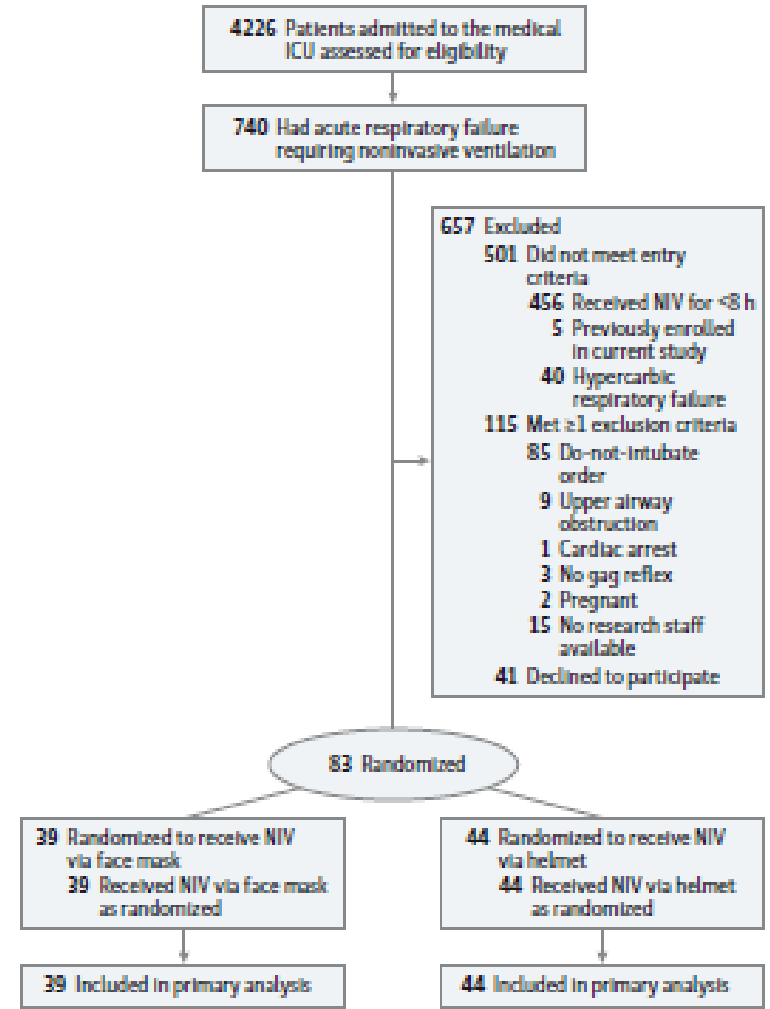 4226 Patients admitted to the medical
ICU assessed for eligibility
740 Had acute respiratory failure
requiring noninvasive ventilation
657 Excluded
501 Did not meet entry
criteria
456 Received NIV for <8 h
5 Previously enrolled
in current study
40 Hypercarbic
respiratory failure
115 Met ≥1 exclusion criteria
85 Do-not-intubate
order
9 Upper airway
obstruction
1 Cardiac arrest
3 No gag reflex
2 Pregnant
15 No research staff
available
41 Declined to participate
83 Randomized
39 Randomized to receive NIV
via face mask
39 Received NIV via face mask
as randomized
44 Randomized to receive NIV
via helmet
44 Received NIV via helmet
as randomized
39 Included in primary analysis
44 Included in primary analysis